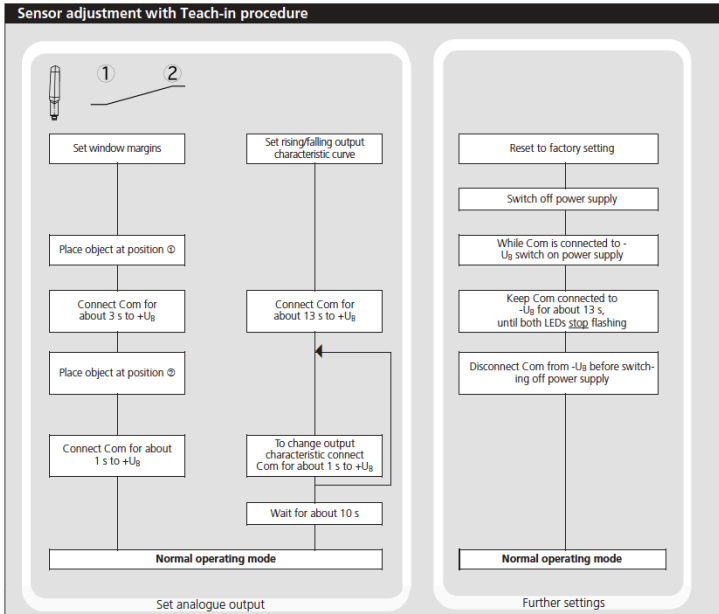 Sensor adjustment with Teach-in procedure
① ②
Set window margins
Place object at position ①
Connect Com for
about 3 s to +UB
Place object at position ②
Connect Com for about
1 s to +UB
Set rising/falling output
characteristic curve
Connect Com for
about 13 s to +UB
To change output
characteristic connect
Com for about 1 s to +UB
Wait for about 10 s
Normal operating mode
Set analogue output
Reset to factory setting
Switch off power supply
While Com is connected to -
UB switch on power supply
Keep Com connected to
-UB for about 13 s,
until both LEDs stop flashing
Disconnect Com from -UB before switch-
ing off power supply
Normal operating mode
Further settings